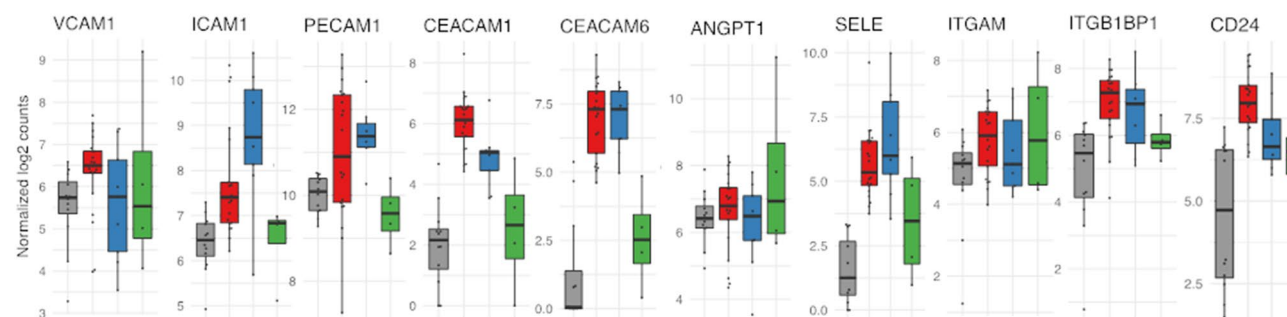 VCAM1 ICAM1 PECAM1 CEACAM1 CEACAM6 ANGPT1 SELE ITGAM ITGB1BP1 CD24
Normalized log2 counts
9 8 7 6 5 4 3
10 9 8 7 6 5
12 10 8
8 6 4 2 0
7.5 5.0 2.5 0.0
10 8 6 4
10.0 7.5 5.0 2.5 0.0
8 6 4 2
8 6 4 2
7.5 5.0 2.5